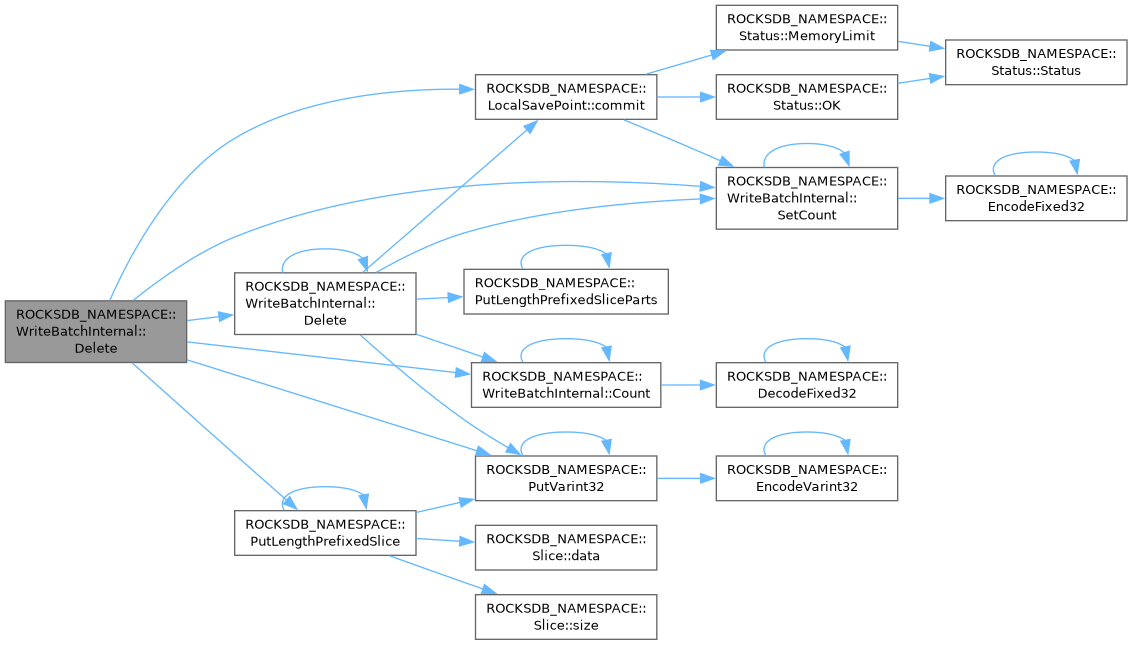 ROCKSDB_NAMESPACE::
WriteBatchInternal::
Delete
ROCKSDB_NAMESPACE::
WriteBatchInternal::
Delete
ROCKSDB_NAMESPACE::
PutLengthPrefixedSlice
ROCKSDB_NAMESPACE::
LocalSavePoint::commit
ROCKSDB_NAMESPACE::
PutLengthPrefixedSliceParts
ROCKSDB_NAMESPACE::
WriteBatchInternal::Count
ROCKSDB_NAMESPACE::
PutVarint32
ROCKSDB_NAMESPACE::
Slice::data
ROCKSDB_NAMESPACE::
Slice::size
ROCKSDB_NAMESPACE::
Status::MemoryLimit
ROCKSDB_NAMESPACE::
Status::OK
ROCKSDB_NAMESPACE::
WriteBatchInternal::
SetCount
ROCKSDB_NAMESPACE::
DecodeFixed32
ROCKSDB_NAMESPACE::
EncodeVarint32
ROCKSDB_NAMESPACE::
Status::Status
ROCKSDB_NAMESPACE::
EncodeFixed32